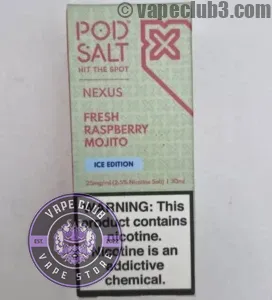 vapeclub3.com
POD
SALT
HIT THE SPOT
NEXUS
FRESH
RASPBERRY
MOJITO
ICE EDITION
WARNING: This
product contains
nicotine.
Nicotine is an
addictive
chemical.
VAPE CLUB
VAPE STORE